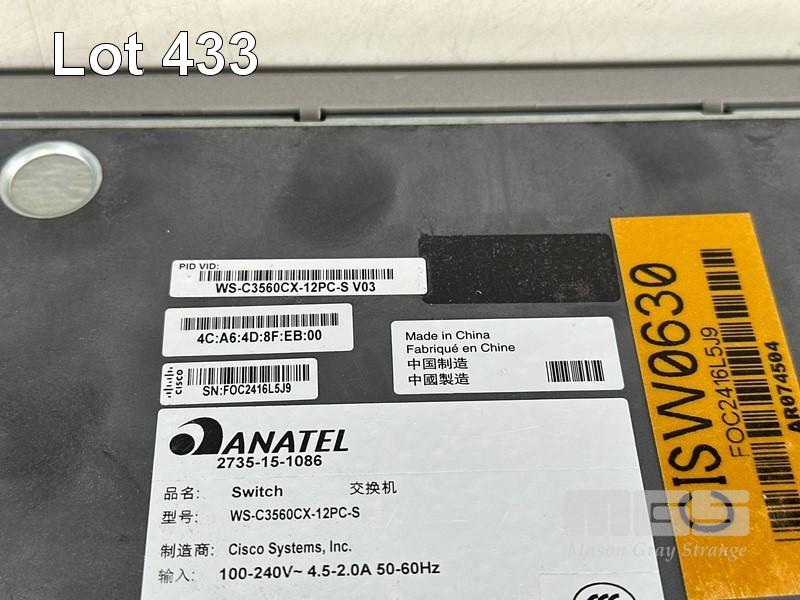 Lot 433
PID VID:
WS-C3560CX-12PC-S V03
4C:A6:4D:8F:EB:00
Made in China
Fabriqué en Chine
中国制造
中國製造
CISCO
SN:FOC2416L5J9
ANATEL
2735-15-1086
品名: Switch 交换机
型号: WS-C3560CX-12PC-S
制造商: Cisco Systems, Inc.
输入: 100-240V~ 4.5-2.0A 50-60Hz
CISW0630
FOC2416L5J9
AR074504
MGS
Mason Gray Strange